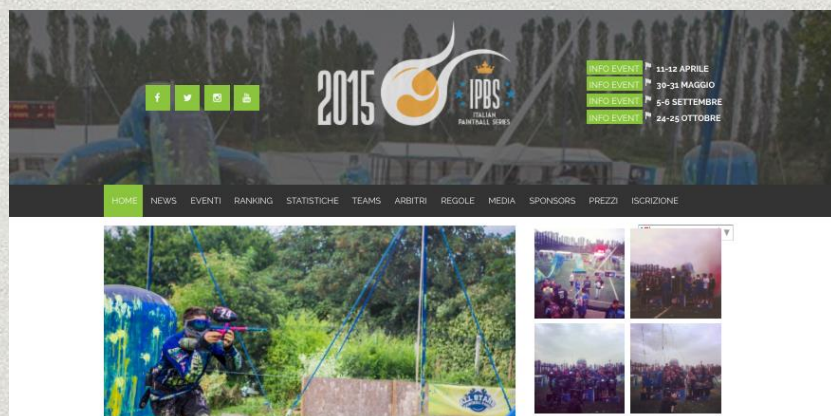 2015
IPBS
ITALIAN
PAINTBALL SERIES
INFO EVENT 11-12 APRILE
INFO EVENT 30-31 MAGGIO
INFO EVENT 5-6 SETTEMBRE
INFO EVENT 24-25 OTTOBRE
HOME NEWS EVENTI RANKING STATISTICHE TEAMS ARBITRI REGOLE MEDIA SPONSORS PREZZI ISCRIZIONE